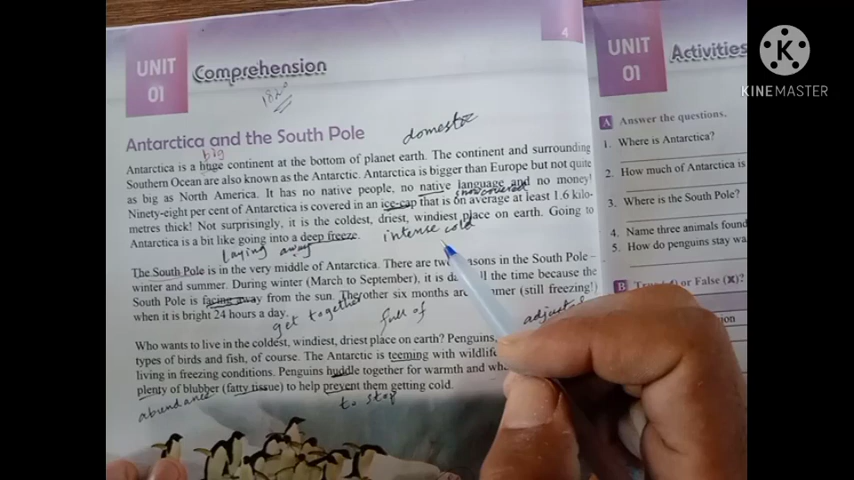 UNIT
01
Comprehension
4
1820
Antarctica and the South Pole
domestic
big
Antarctica is a huge continent at the bottom of planet earth. The continent and surrounding
Southern Ocean are also known as the Antarctic. Antarctica is bigger than Europe but not quite
as big as North America. It has no native people, no native language and no money!
snow covered
Ninety-eight per cent of Antarctica is covered in an ice-cap that is on average at least 1.6 kilo-
metres thick! Not surprisingly, it is the coldest, driest, windiest place on earth. Going to
Antarctica is a bit like going into a deep freeze.
intense cold
laying away
The South Pole is in the very middle of Antarctica. There are two seasons in the South Pole –
winter and summer. During winter (March to September), it is all the time because the
South Pole is facing away from the sun. The other six months are (still freezing!)
when it is bright 24 hours a day.
get together
full of
Who wants to live in the coldest, windiest, driest place on earth? Penguins,
types of birds and fish, of course. The Antarctic is teeming with wildlife
living in freezing conditions. Penguins huddle together for warmth and
plenty of blubber (fatty tissue) to help prevent them getting cold.
abundance
to stop
UNIT
01
Activities
A Answer the questions.
1. Where is Antarctica?
2. How much of Antarctica is
3. Where is the South Pole?
4. Name three animals found
5. How do penguins stay
B or False (X)?
KINEMASTER